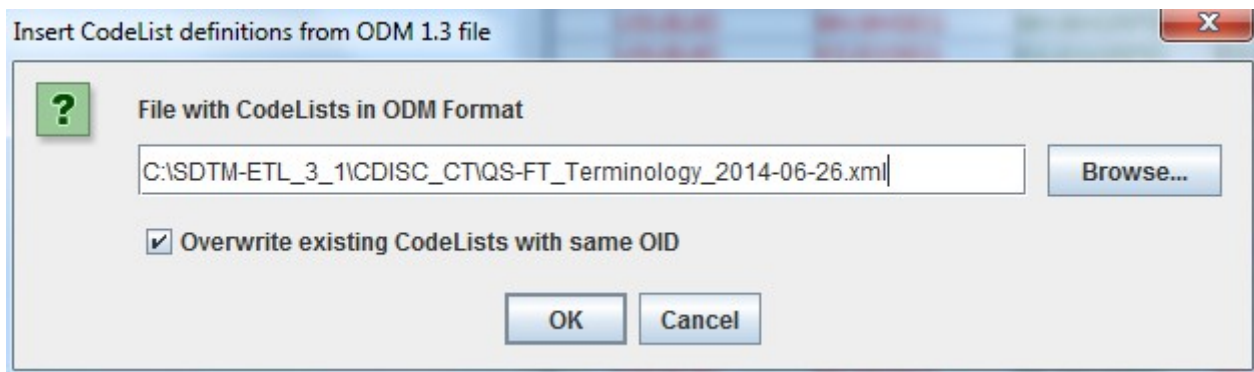 Insert CodeList definitions from ODM 1.3 file
File with CodeLists in ODM Format
C:\SDTM-ETL_3_1\CDISC_CT\QS-FT_Terminology_2014-06-26.xml
Browse...
Overwrite existing CodeLists with same OID
OK
Cancel